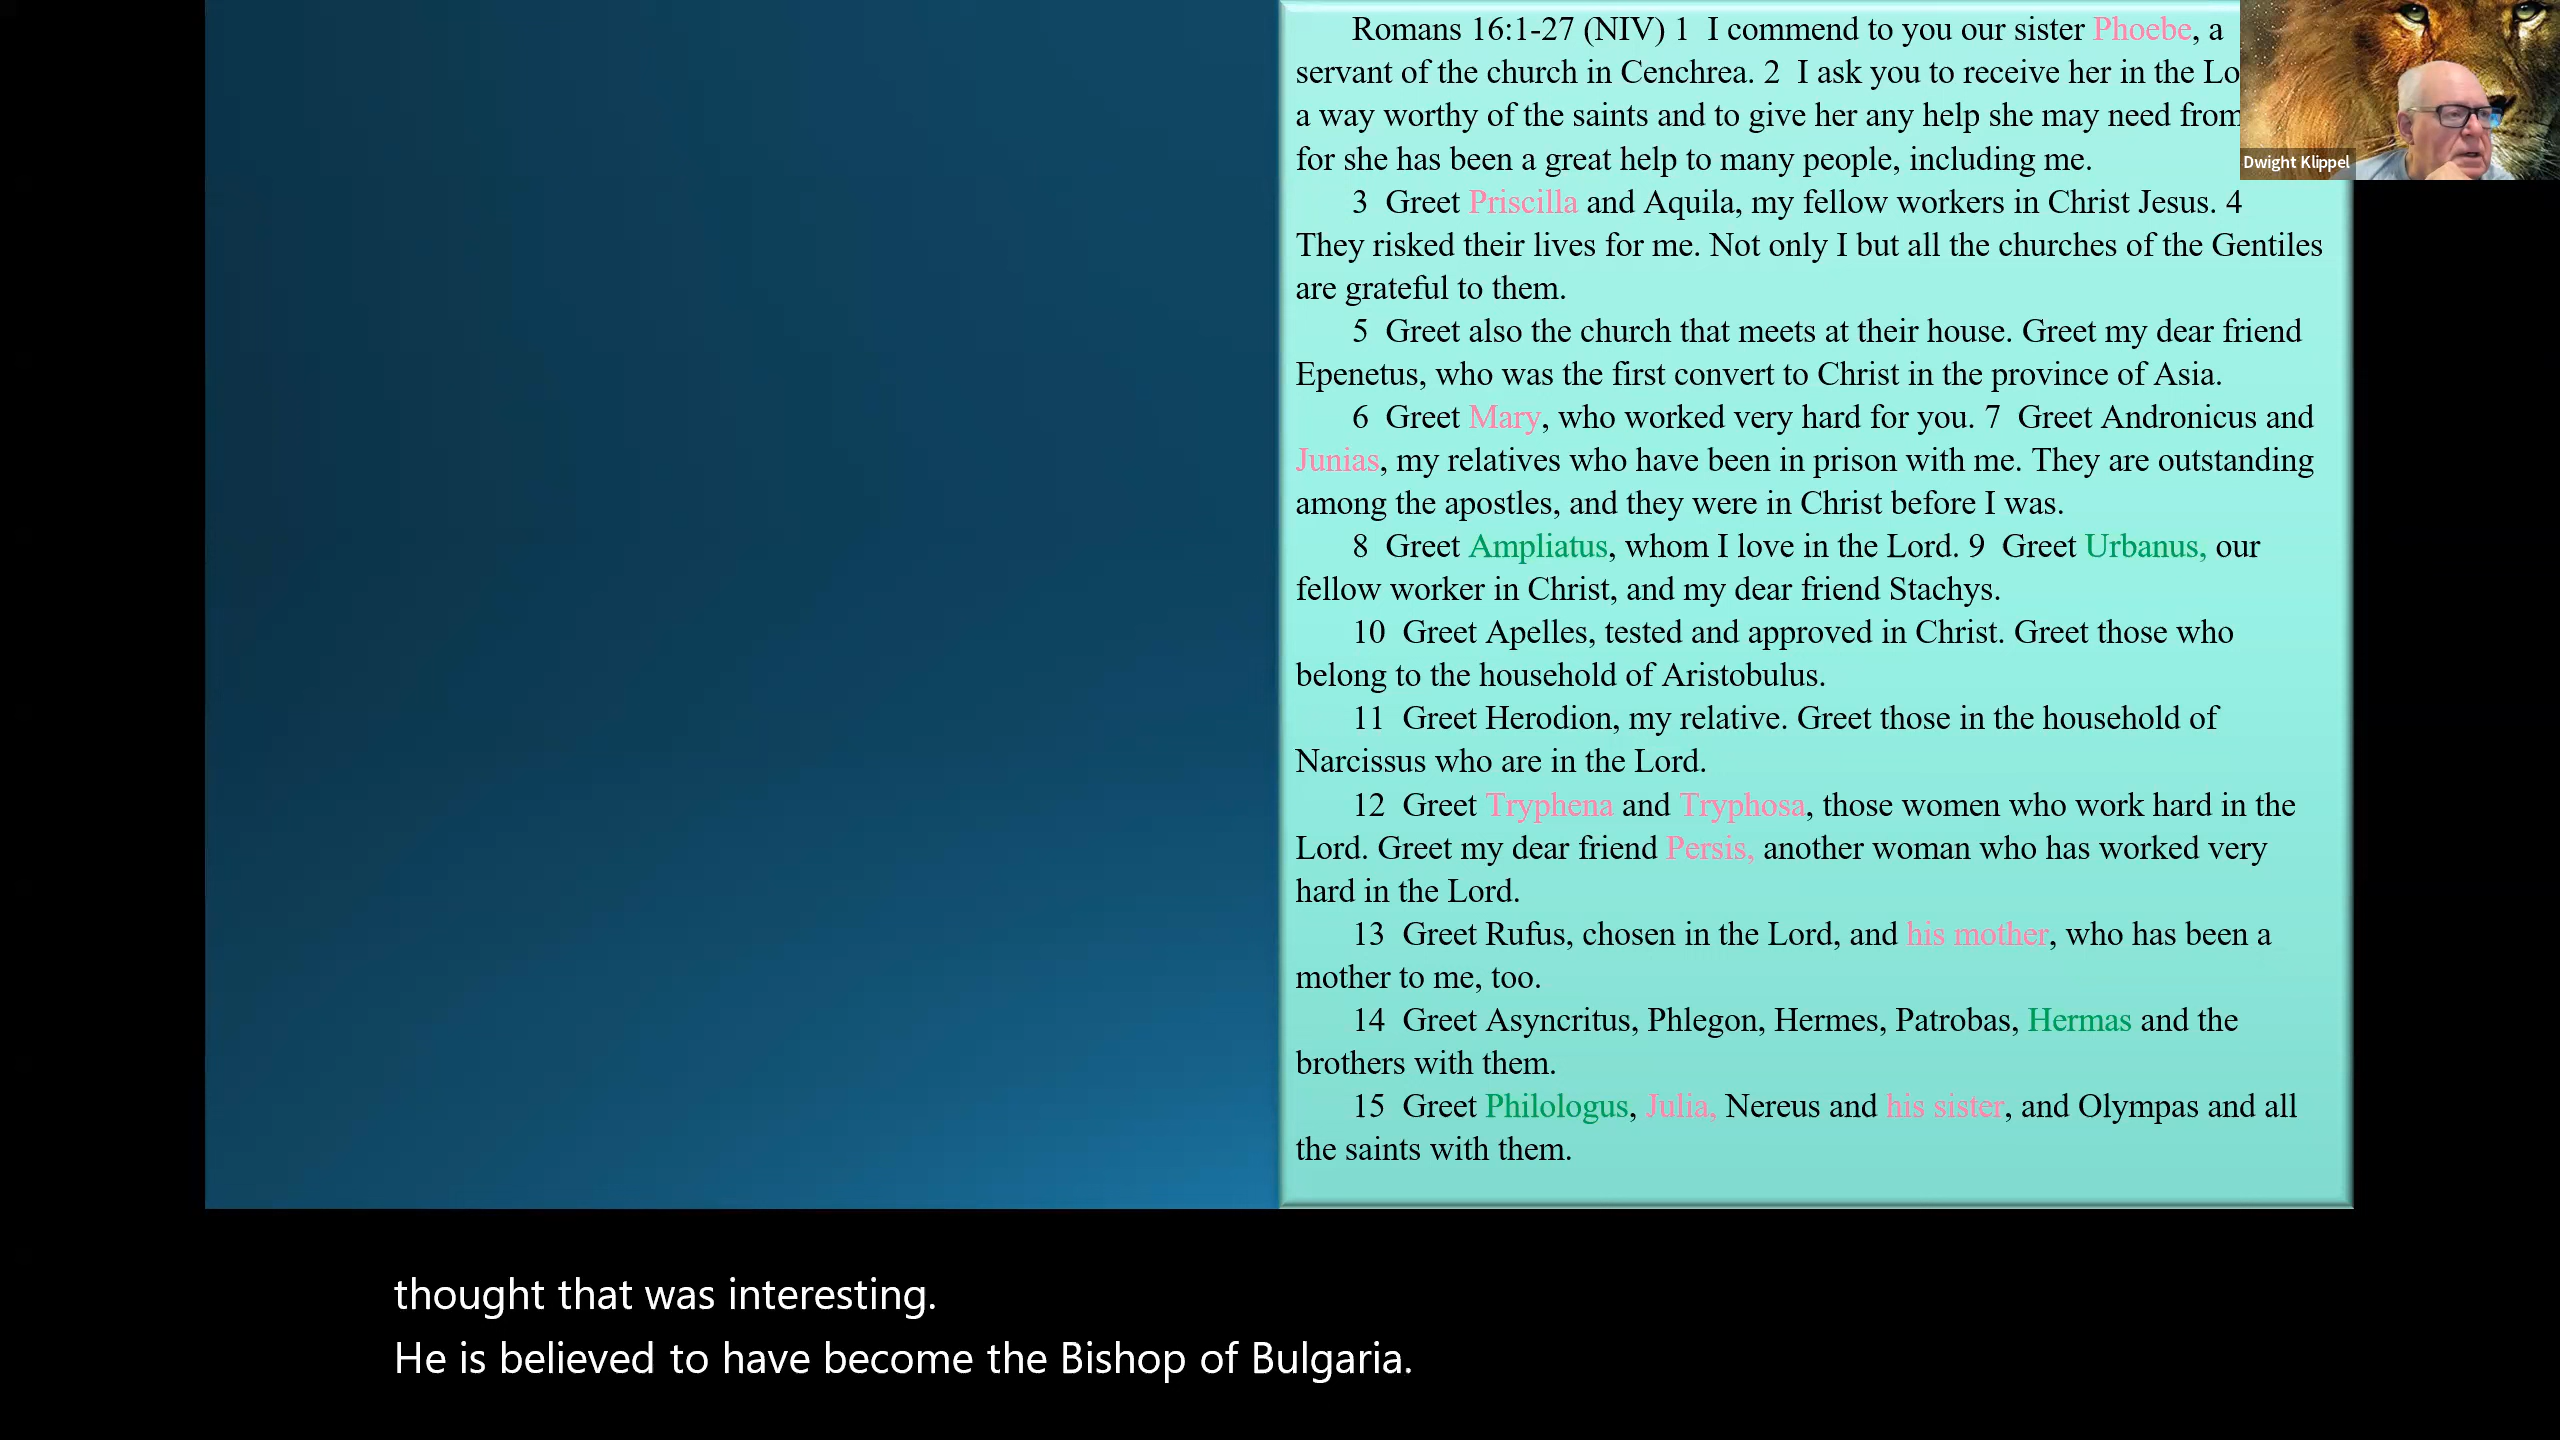 Romans 16:1-27 (NIV) 1 I commend to you our sister Phoebe, a
servant of the church in Cenchrea. 2 I ask you to receive her in the
a way worthy of the saints and to give her any help she may need from
for she has been a great help to many people, including me.
3 Greet Priscilla and Aquila, my fellow workers in Christ Jesus. 4
They risked their lives for me. Not only I but all the churches of the Gentiles
are grateful to them.
5 Greet also the church that meets at their house. Greet my dear friend
Epenetus, who was the first convert to Christ in the province of Asia.
6 Greet Mary, who worked very hard for you. 7 Greet Andronicus and
Junias, my relatives who have been in prison with me. They are outstanding
among the apostles, and they were in Christ before I was.
8 Greet Ampliatus, whom I love in the Lord. 9 Greet Urbanus, our
fellow worker in Christ, and my dear friend Stachys.
10 Greet Apelles, tested and approved in Christ. Greet those who
belong to the household of Aristobulus.
11 Greet Herodion, my relative. Greet those in the household of
Narcissus who are in the Lord.
12 Greet Tryphena and Tryphosa, those women who work hard in the
Lord. Greet my dear friend Persis, another woman who has worked very
hard in the Lord.
13 Greet Rufus, chosen in the Lord, and his mother, who has been a
mother to me, too.
14 Greet Asyncritus, Phlegon, Hermes, Patrobas, Hermas and the
brothers with them.
15 Greet Philologus, Julia, Nereus and his sister, and Olympas and all
the saints with them.
Dwight Klippel
thought that was interesting.
He is believed to have become the Bishop of Bulgaria.